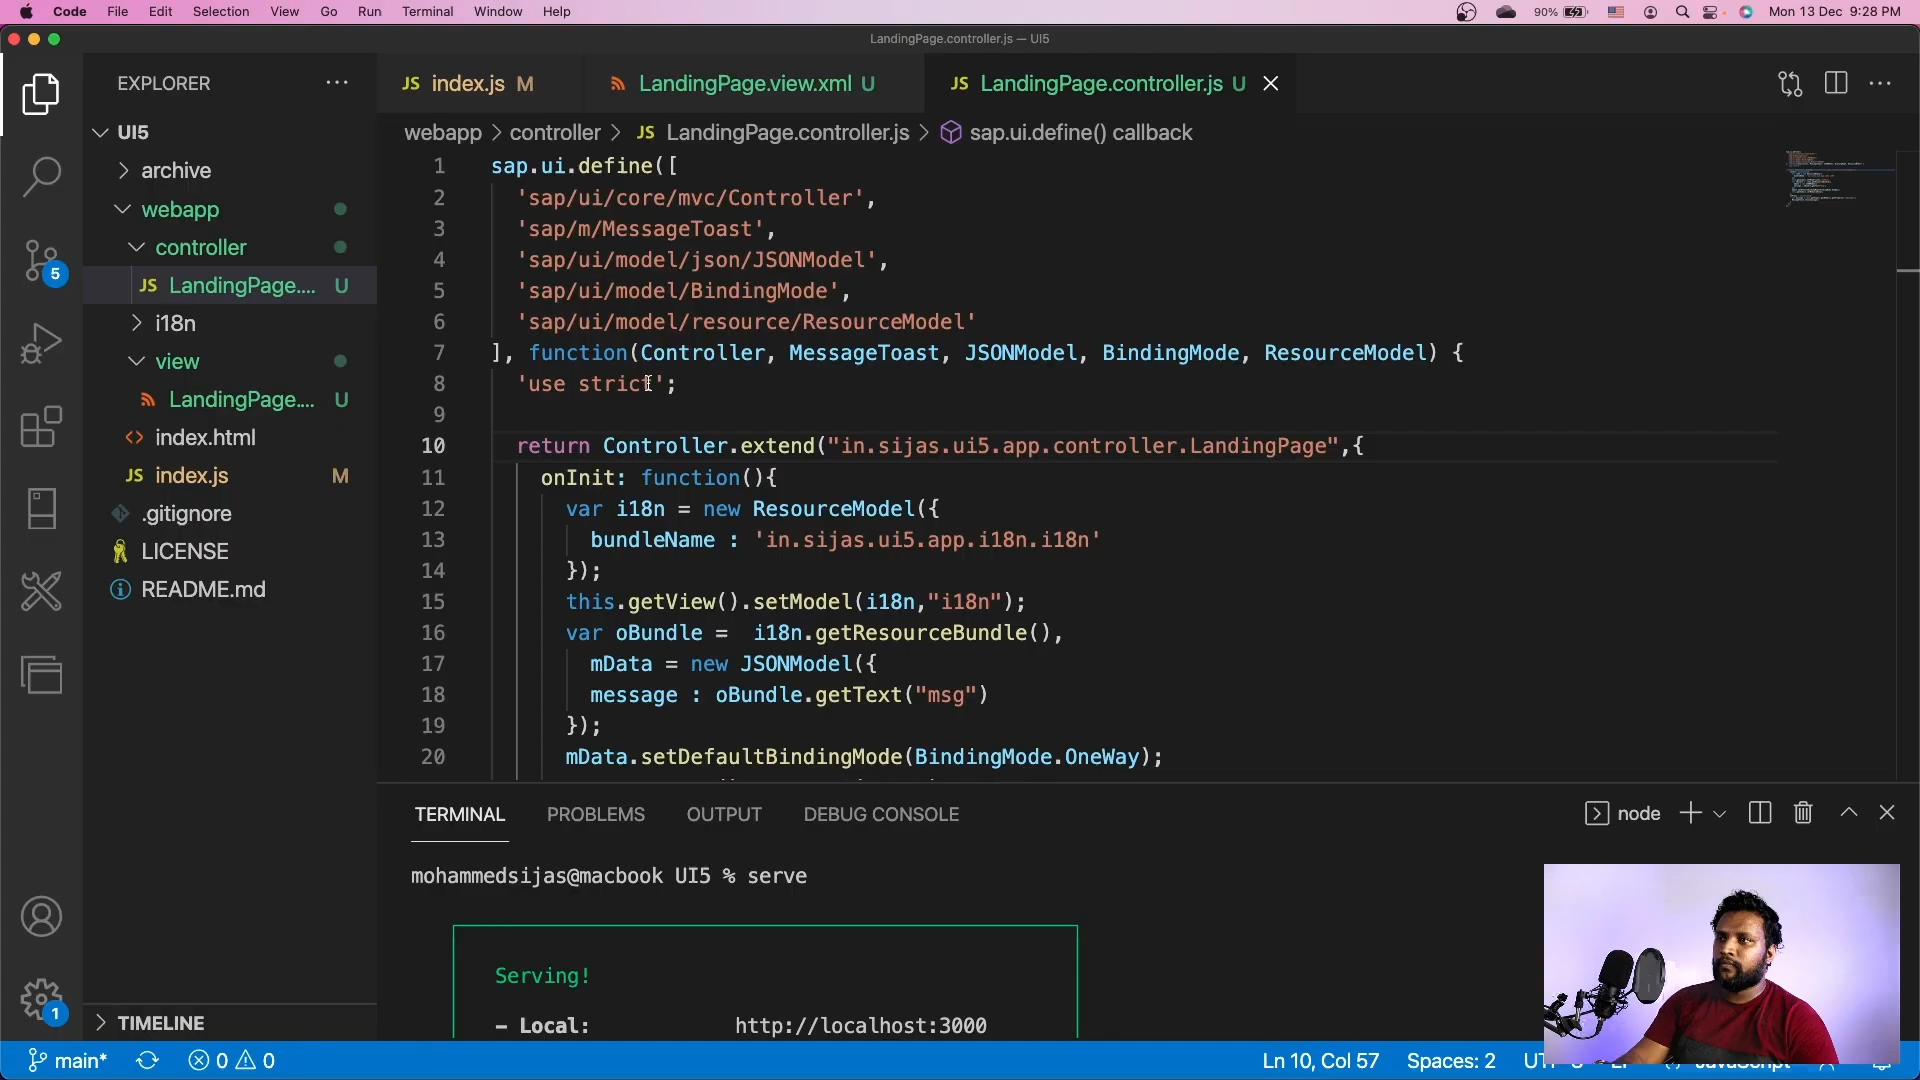 Code File Edit Selection View Go Run Terminal Window Help 90% Mon 13 Dec 9:28 PM
LandingPage.controller.js — UI5
EXPLORER ···
UI5
archive
webapp
controller
JS LandingPage.... U
i18n
view
LandingPage.... U
index.html
JS index.js M
.gitignore
LICENSE
README.md
TIMELINE
5
1
JS index.js M LandingPage.view.xml U JS LandingPage.controller.js U
webapp > controller > JS LandingPage.controller.js > sap.ui.define() callback
1 sap.ui.define([
2 'sap/ui/core/mvc/Controller',
3 'sap/m/MessageToast',
4 'sap/ui/model/json/JSONModel',
5 'sap/ui/model/BindingMode',
6 'sap/ui/model/resource/ResourceModel'
7 ], function(Controller, MessageToast, JSONModel, BindingMode, ResourceModel) {
8 'use strict';
9
10 return Controller.extend("in.sijas.ui5.app.controller.LandingPage",{
11 onInit: function(){
12 var i18n = new ResourceModel({
13 bundleName : 'in.sijas.ui5.app.i18n.i18n'
14 });
15 this.getView().setModel(i18n,"i18n");
16 var oBundle =  i18n.getResourceBundle(),
17 mData = new JSONModel({
18 message : oBundle.getText("msg")
19 });
20 mData.setDefaultBindingMode(BindingMode.OneWay);
TERMINAL PROBLEMS OUTPUT DEBUG CONSOLE node
mohammedsijas@macbook UI5 % serve
Serving!
– Local: http://localhost:3000
main* 0 0 Ln 10, Col 57 Spaces: 2